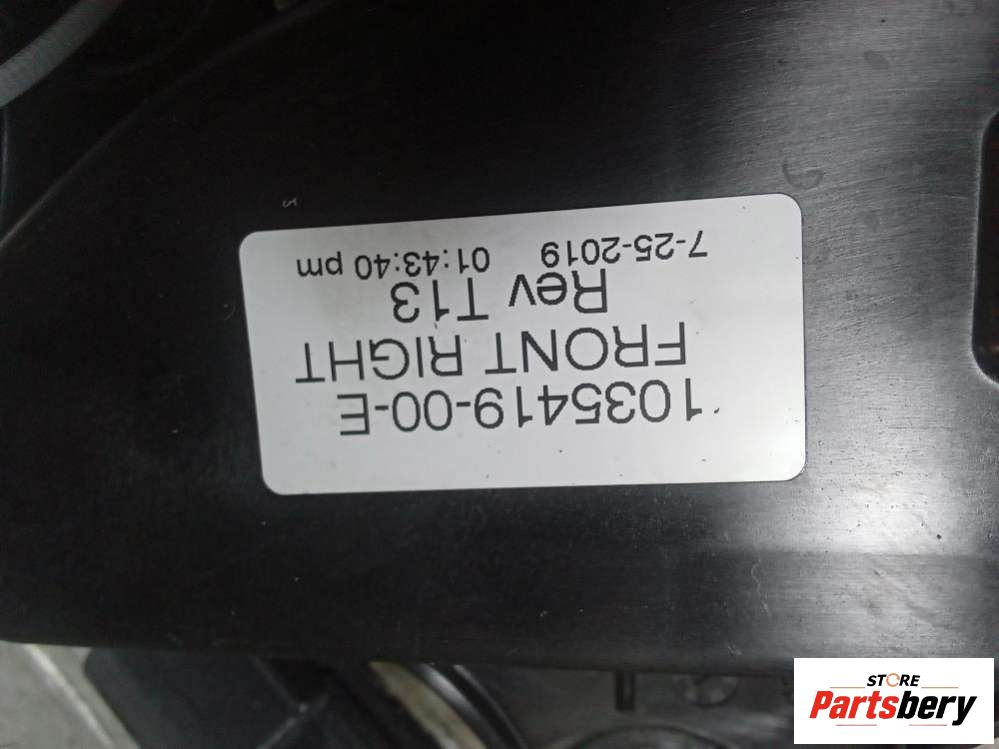 1035419-00-E
FRONT RIGHT
Rev T13
7-25-2019 01:43:40 pm
STORE
Partsbery